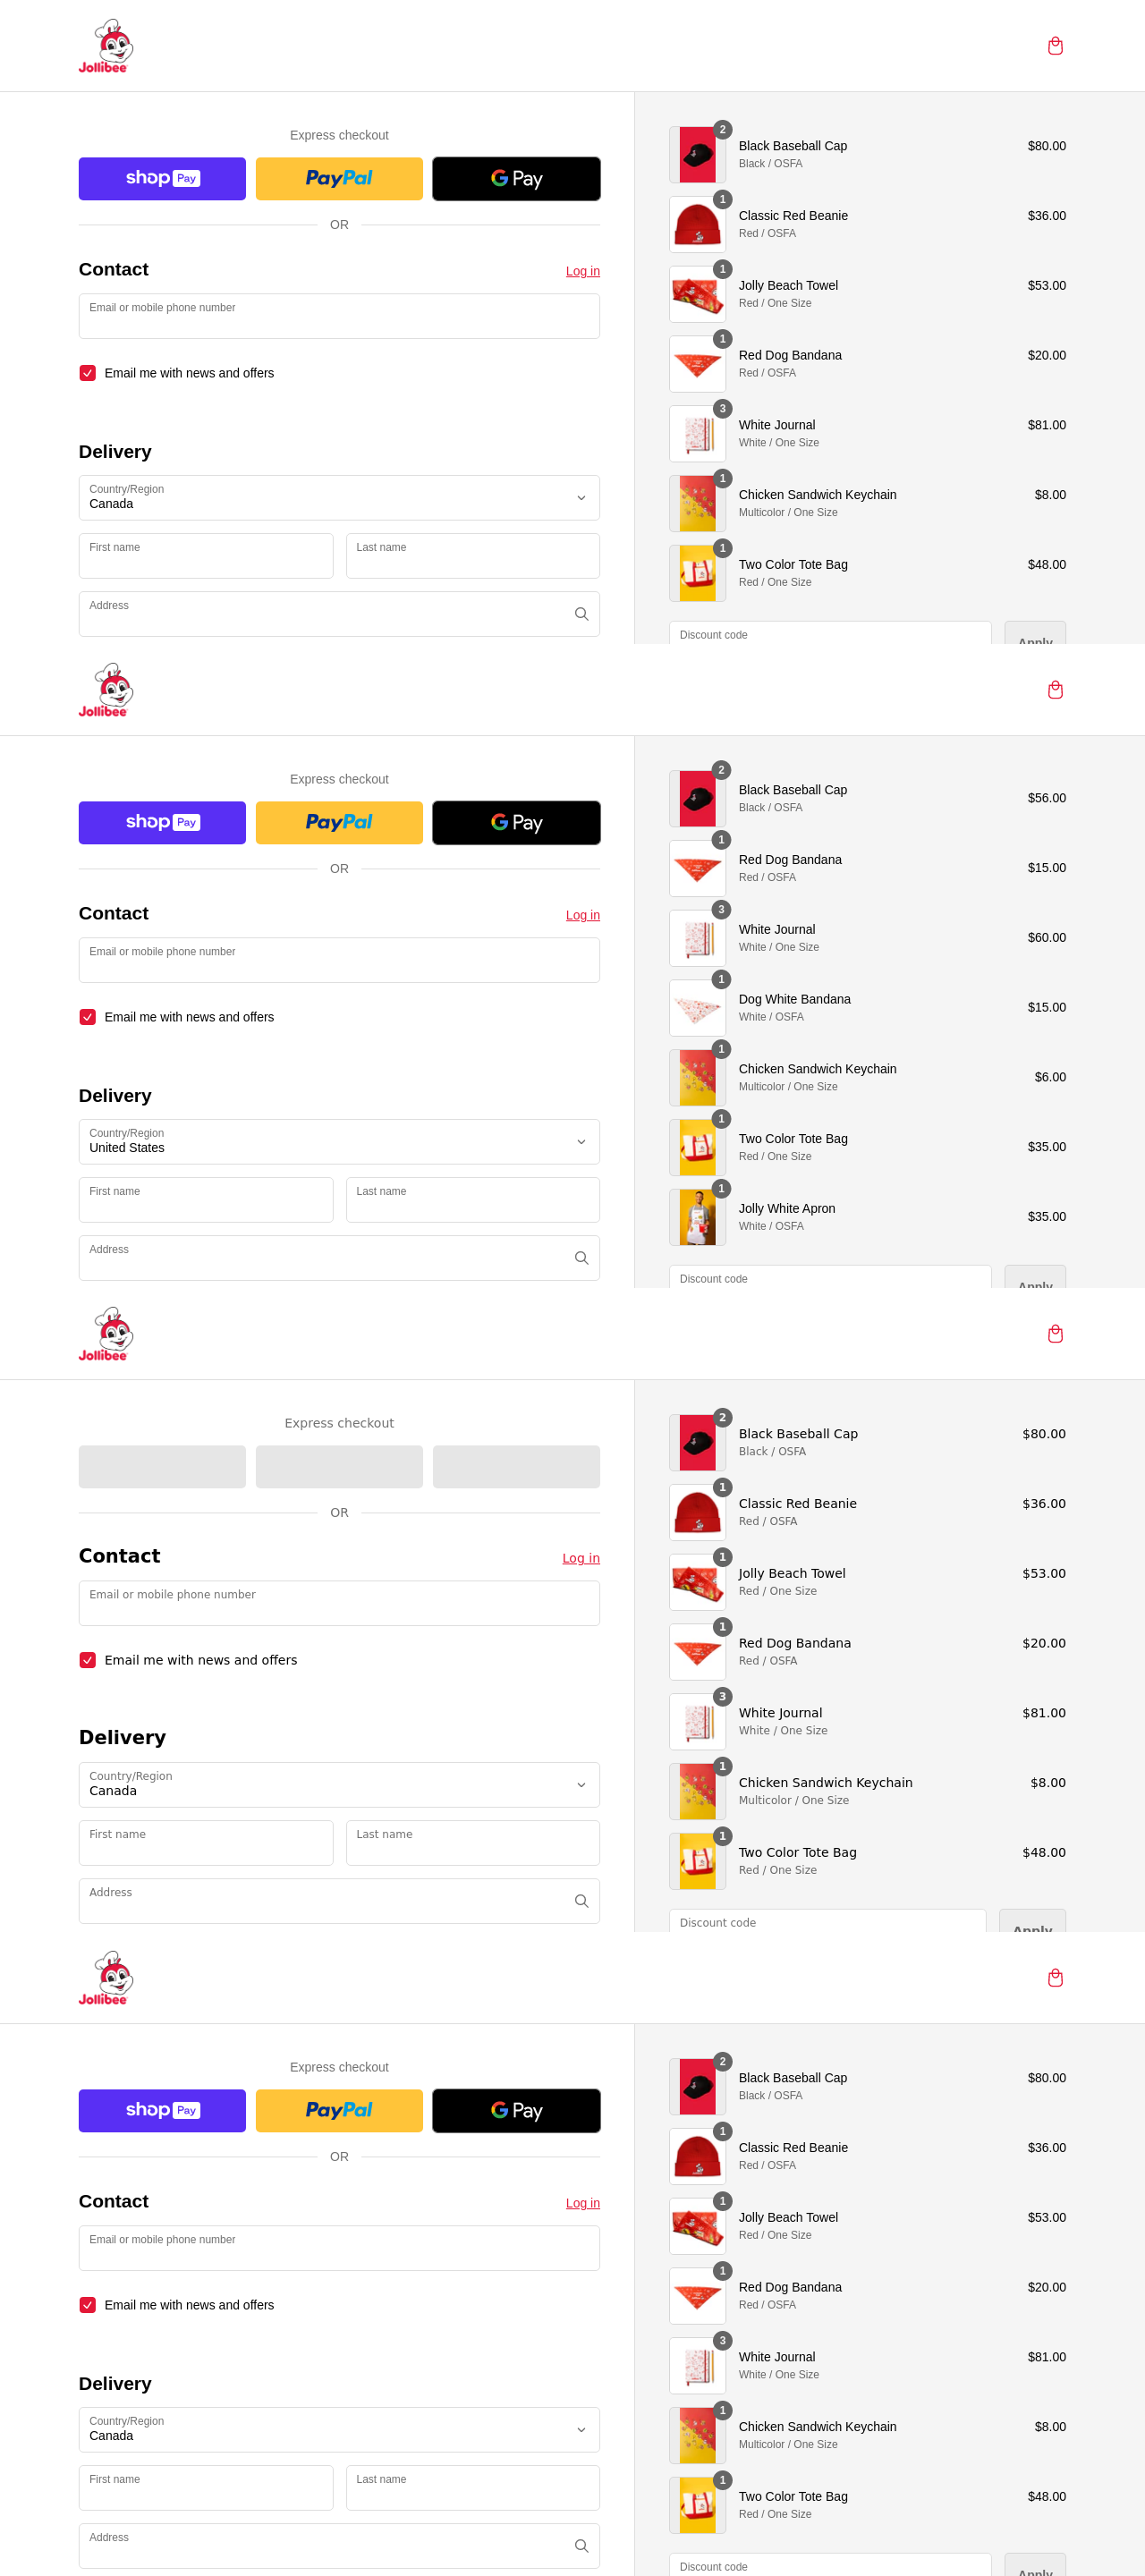 Jollibee
Express checkout
shop Pay
PayPal
G Pay
OR
Contact
Log in
Email or mobile phone number
Email me with news and offers
Delivery
Country/Region
Canada
First name
Last name
Address
2
Black Baseball Cap
$80.00
Black / OSFA
1
Classic Red Beanie
$36.00
Red / OSFA
1
Jolly Beach Towel
$53.00
Red / One Size
1
Red Dog Bandana
$20.00
Red / OSFA
3
White Journal
$81.00
White / One Size
1
Chicken Sandwich Keychain
$8.00
Multicolor / One Size
1
Two Color Tote Bag
$48.00
Red / One Size
Discount code
Apply
Jollibee
Express checkout
shop Pay
PayPal
G Pay
OR
Contact
Log in
Email or mobile phone number
Email me with news and offers
Delivery
Country/Region
United States
First name
Last name
Address
2
Black Baseball Cap
$56.00
Black / OSFA
1
Red Dog Bandana
$15.00
Red / OSFA
3
White Journal
$60.00
White / One Size
1
Dog White Bandana
$15.00
White / OSFA
1
Chicken Sandwich Keychain
$6.00
Multicolor / One Size
1
Two Color Tote Bag
$35.00
Red / One Size
1
Jolly White Apron
$35.00
White / OSFA
Discount code
Apply
Jollibee
Express checkout
OR
Contact
Log in
Email or mobile phone number
Email me with news and offers
Delivery
Country/Region
Canada
First name
Last name
Address
2
Black Baseball Cap
$80.00
Black / OSFA
1
Classic Red Beanie
$36.00
Red / OSFA
1
Jolly Beach Towel
$53.00
Red / One Size
1
Red Dog Bandana
$20.00
Red / OSFA
3
White Journal
$81.00
White / One Size
1
Chicken Sandwich Keychain
$8.00
Multicolor / One Size
1
Two Color Tote Bag
$48.00
Red / One Size
Discount code
Apply
Jollibee
Express checkout
shop Pay
PayPal
G Pay
OR
Contact
Log in
Email or mobile phone number
Email me with news and offers
Delivery
Country/Region
Canada
First name
Last name
Address
2
Black Baseball Cap
$80.00
Black / OSFA
1
Classic Red Beanie
$36.00
Red / OSFA
1
Jolly Beach Towel
$53.00
Red / One Size
1
Red Dog Bandana
$20.00
Red / OSFA
3
White Journal
$81.00
White / One Size
1
Chicken Sandwich Keychain
$8.00
Multicolor / One Size
1
Two Color Tote Bag
$48.00
Red / One Size
Discount code
Apply